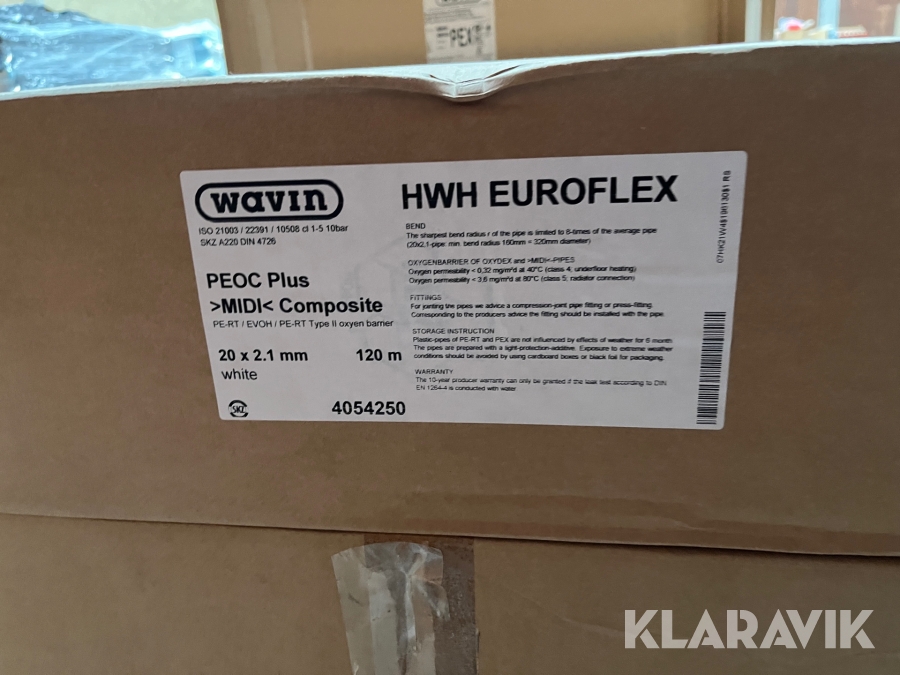 wavin
PEX
wavin
ISO 21003 / 22391 / 10508 cl 1-5 10bar
SKZ A220 DIN 4726
PEOC Plus
>MIDI< Composite
PE-RT / EVOH / PE-RT Type II oxyen barrier
20 x 2.1 mm 120 m
white
SKZ
4054250
HWH EUROFLEX
BEND
The sharpest bend radius r of the pipe is limited to 8-times of the average pipe
(20x2.1-pipe: min. bend radius 160mm = 320mm diameter)
OXYGENBARRIER OF OXYDEX and >MIDI<-PIPES
Oxygen permeability < 0,32 mg/m²d at 40°C (class 4, underfloor heating)
Oxygen permeability < 3,6 mg/m²d at 80°C (class 5, radiator connection)
FITTINGS
For jointing the pipes we advice a compression-joint pipe fitting or press-fitting.
Corresponding to the producers advice the fitting should be installed with the pipe.
STORAGE INSTRUCTION
Plastic-pipes of PE-RT and PEX are not influenced by effects of weather for 6 month.
The pipes are prepared with a light-protection-additive. Exposure to extreme weather
conditions should be avoided by using cardboard boxes or black foil for packaging.
WARRANTY
The 10-year producer warranty can only be granted if the leak test according to DIN
EN 1264-4 is conducted with water
KLARAVIK